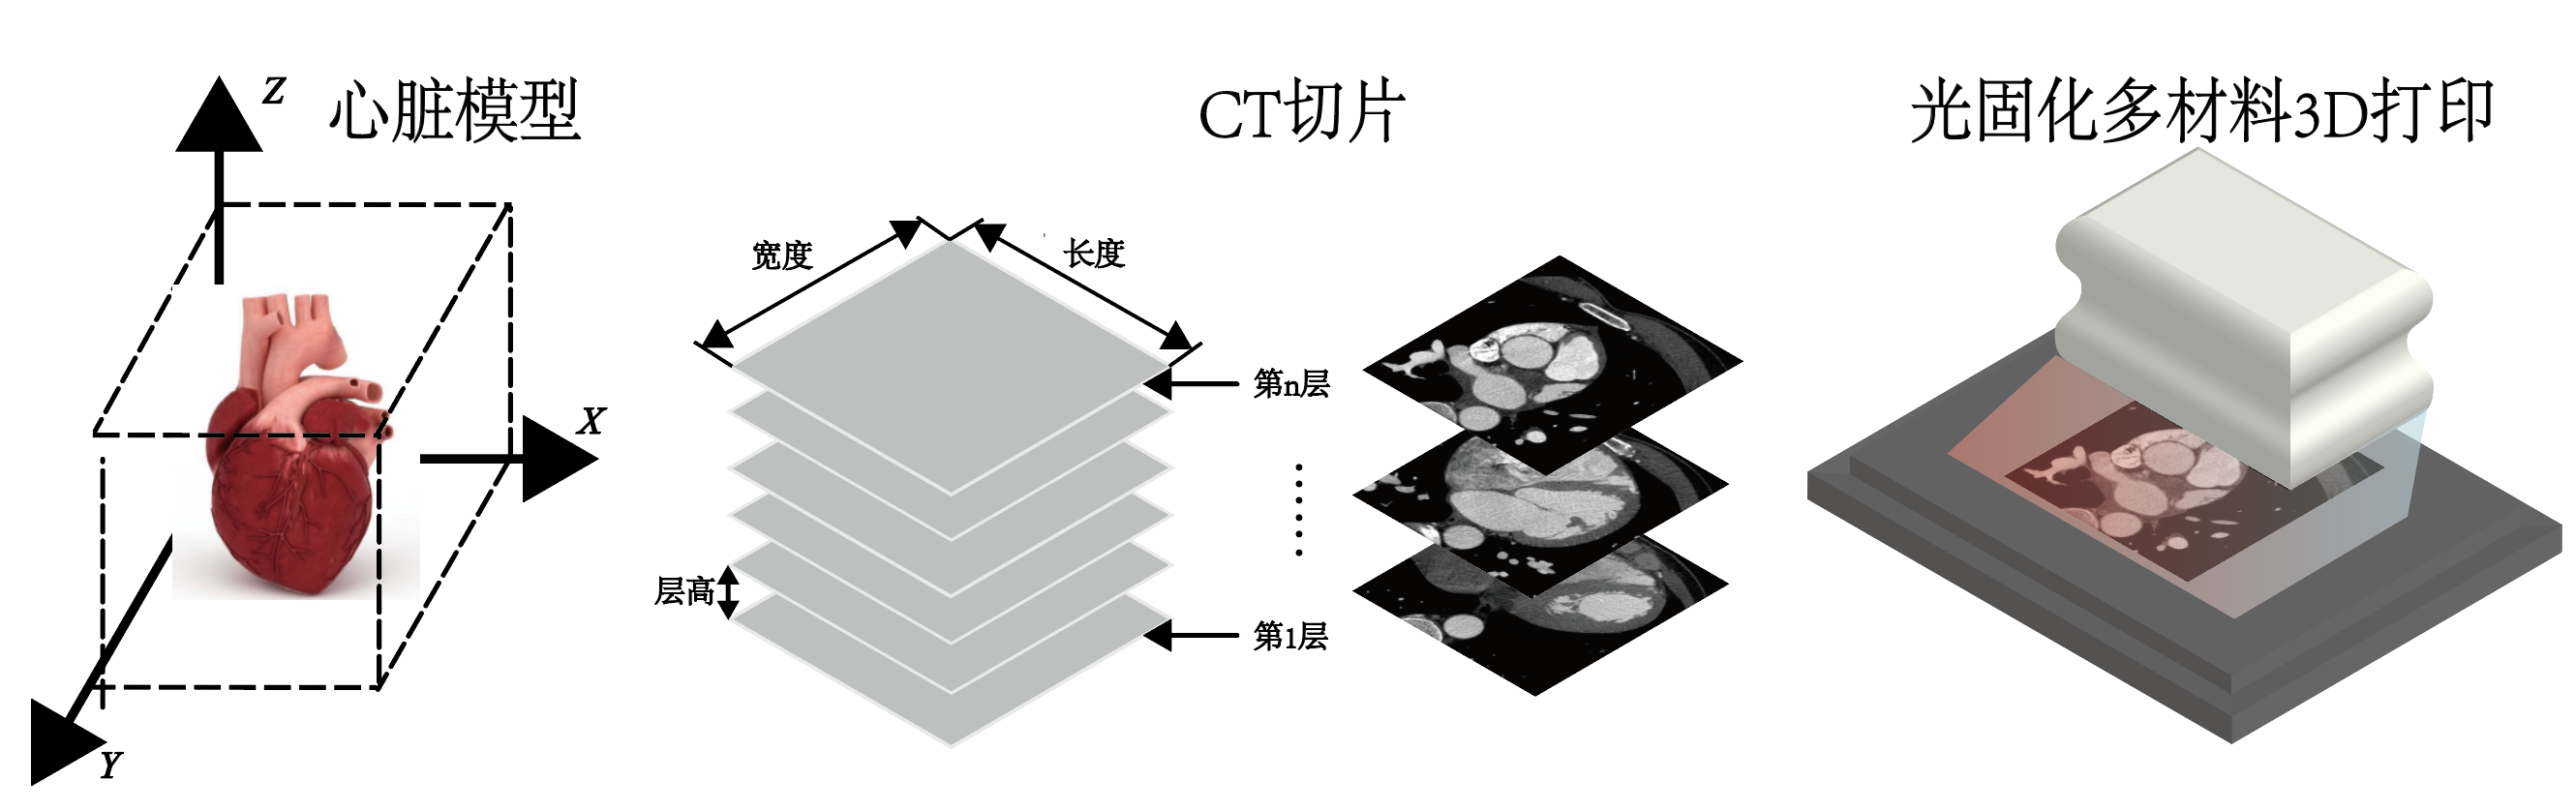 Z
心脏模型
X
Y
CT切片
宽度
长度
第n层
层高
第1层
光固化多材料3D打印